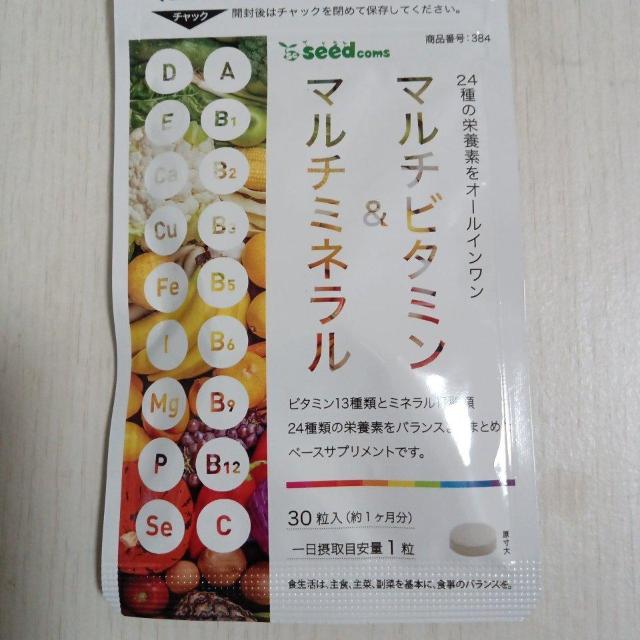 チャック
開封後はチャックを閉めて保存してください。
seedcoms
商品番号:384
24種の栄養素をオールインワン
マルチビタミン
&
マルチミネラル
D A
E B1
Ca B2
Cu B3
Fe B5
I B6
Mg B9
P B12
Se C
ビタミン13種類とミネラル
24種類の栄養素をバランス まとめ
ベースサプリメントです。
30粒入(約1ヶ月分)
一日摂取目安量1粒
原寸大
食生活は、主食、主菜、副菜を基本に、食事のバランスを。